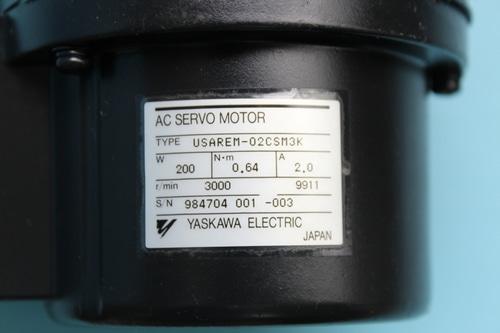 AC SERVO MOTOR
TYPE USAREM-02CSM3K
W 200 N·m 0.64 A 2.0
r/min 3000 9911
S/N 984704 001 -003
YASKAWA ELECTRIC
JAPAN